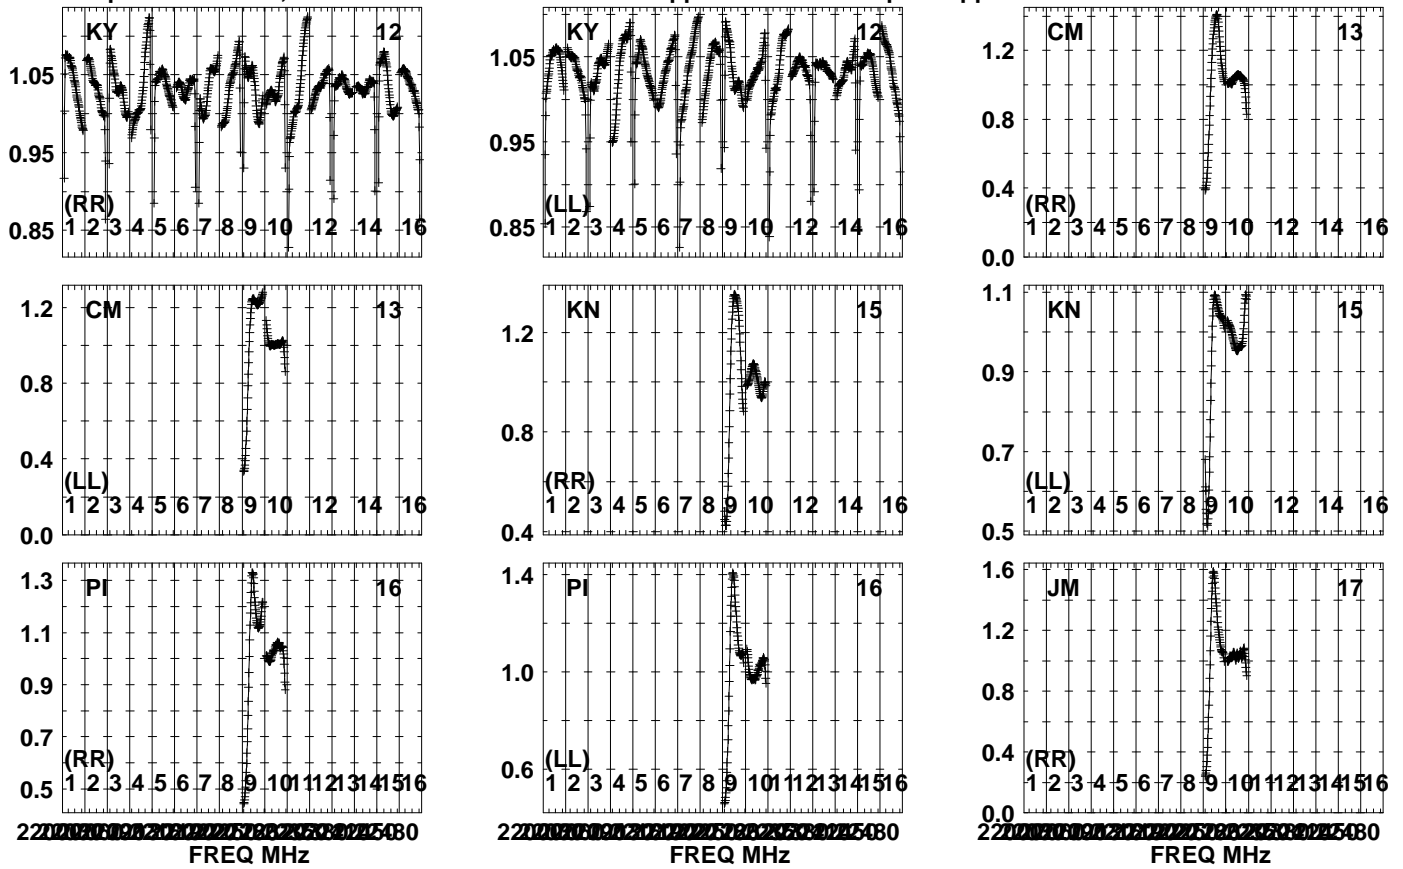 KY 12 KY 12 CM 13
1.05 1.05 1.2
0.95 0.95 0.8
0.4
(RR) (LL) (RR)
0.85 1 2 3 4 5 6 7 8 9 10 12 14 16 0.85 1 2 3 4 5 6 7 8 9 10 12 14 16 1 2 3 4 5 6 7 8 9 10 12 14 16
0.0
CM 13 KN 15 KN 15
1.2 1.2 1.1
0.8 0.8 0.9
0.4 0.7
(LL) (RR) (LL)
1 2 3 4 5 6 7 8 9 10 12 14 16 1 2 3 4 5 6 7 8 9 10 12 14 16 1 2 3 4 5 6 7 8 9 10 12 14 16
0.0 0.4 0.5
PI 16 PI 16 JM 17
1.3 1.4 1.6
1.1 1.2
0.9 1.0 0.8
0.7 0.4
(RR) (LL) (RR)
0.5 1 2 3 4 5 6 7 8 9 10 11 12 13 14 15 16 0.6 1 2 3 4 5 6 7 8 9 10 11 12 13 14 15 16 1 2 3 4 5 6 7 8 9 10 11 12 13 14 15 16
0.0
FREQ MHz FREQ MHz